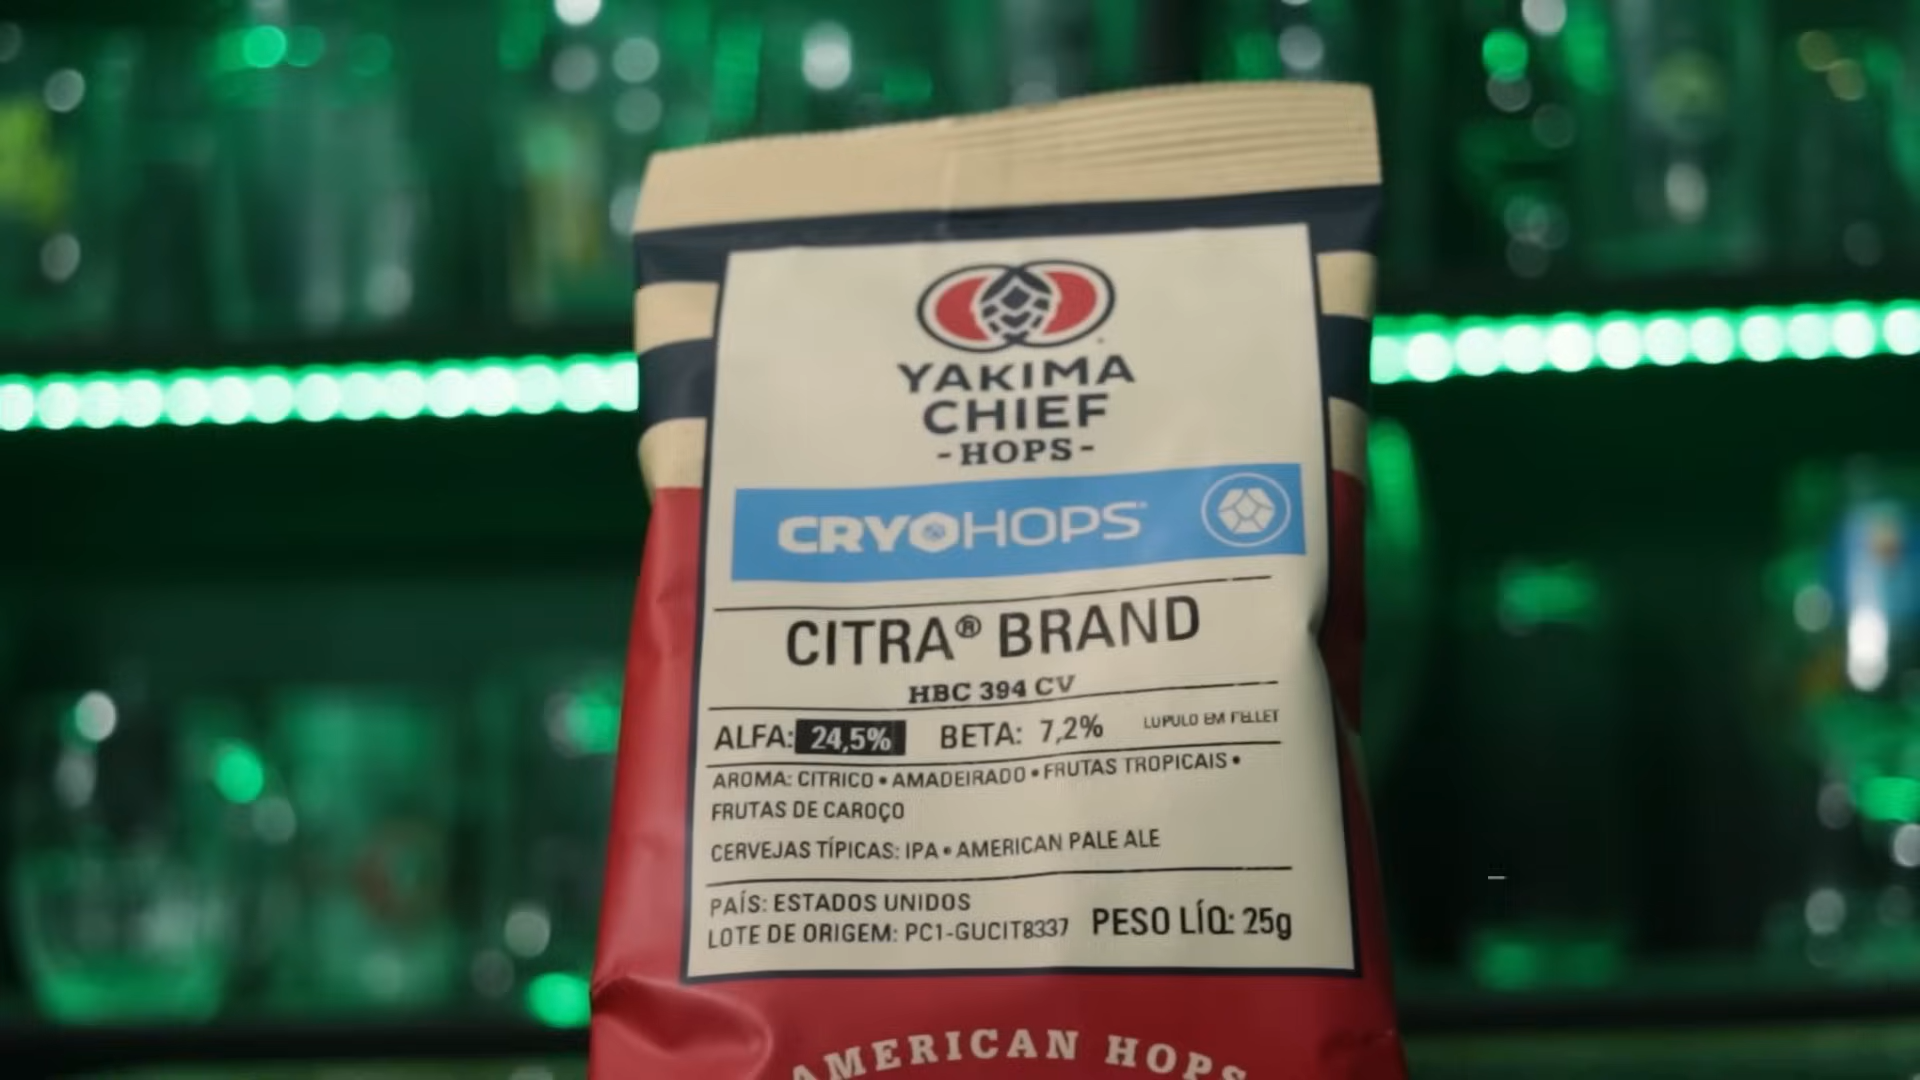 YAKIMA
CHIEF
-HOPS-
CRYOHOPS
CITRA® BRAND
HBC 394 CV
ALFA: 24,5% BETA: 7,2% LÚPULO EM PELLET
AROMA: CÍTRICO • AMADEIRADO • FRUTAS TROPICAIS •
FRUTAS DE CAROÇO
CERVEJAS TÍPICAS: IPA • AMERICAN PALE ALE
PAÍS: ESTADOS UNIDOS
LOTE DE ORIGEM: PC1-GUCIT8337 PESO LÍQ: 25g
AMERICAN HOPS